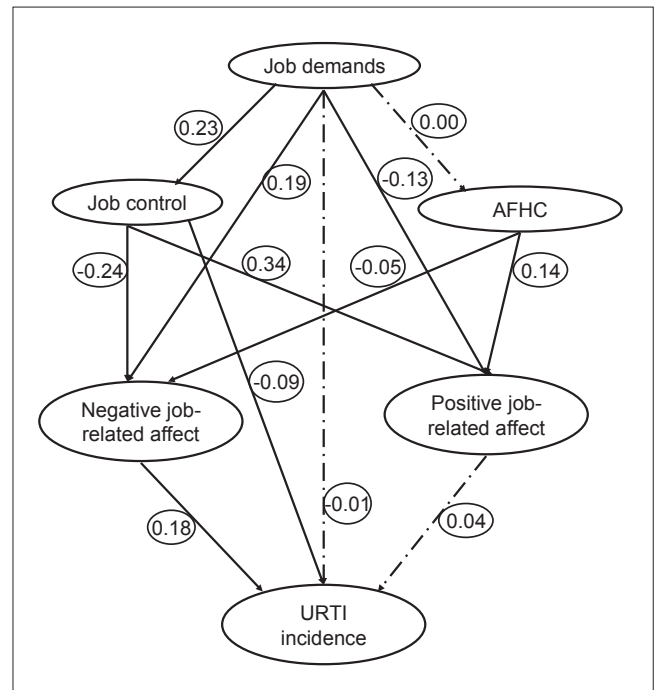 Job demands
0.23
0.00
0.19
-0.13
Job control
AFHC
-0.24
0.34
-0.05
0.14
-0.09
Negative job-
related affect
Positive job-
related affect
0.18
-0.01
0.04
URTI
incidence